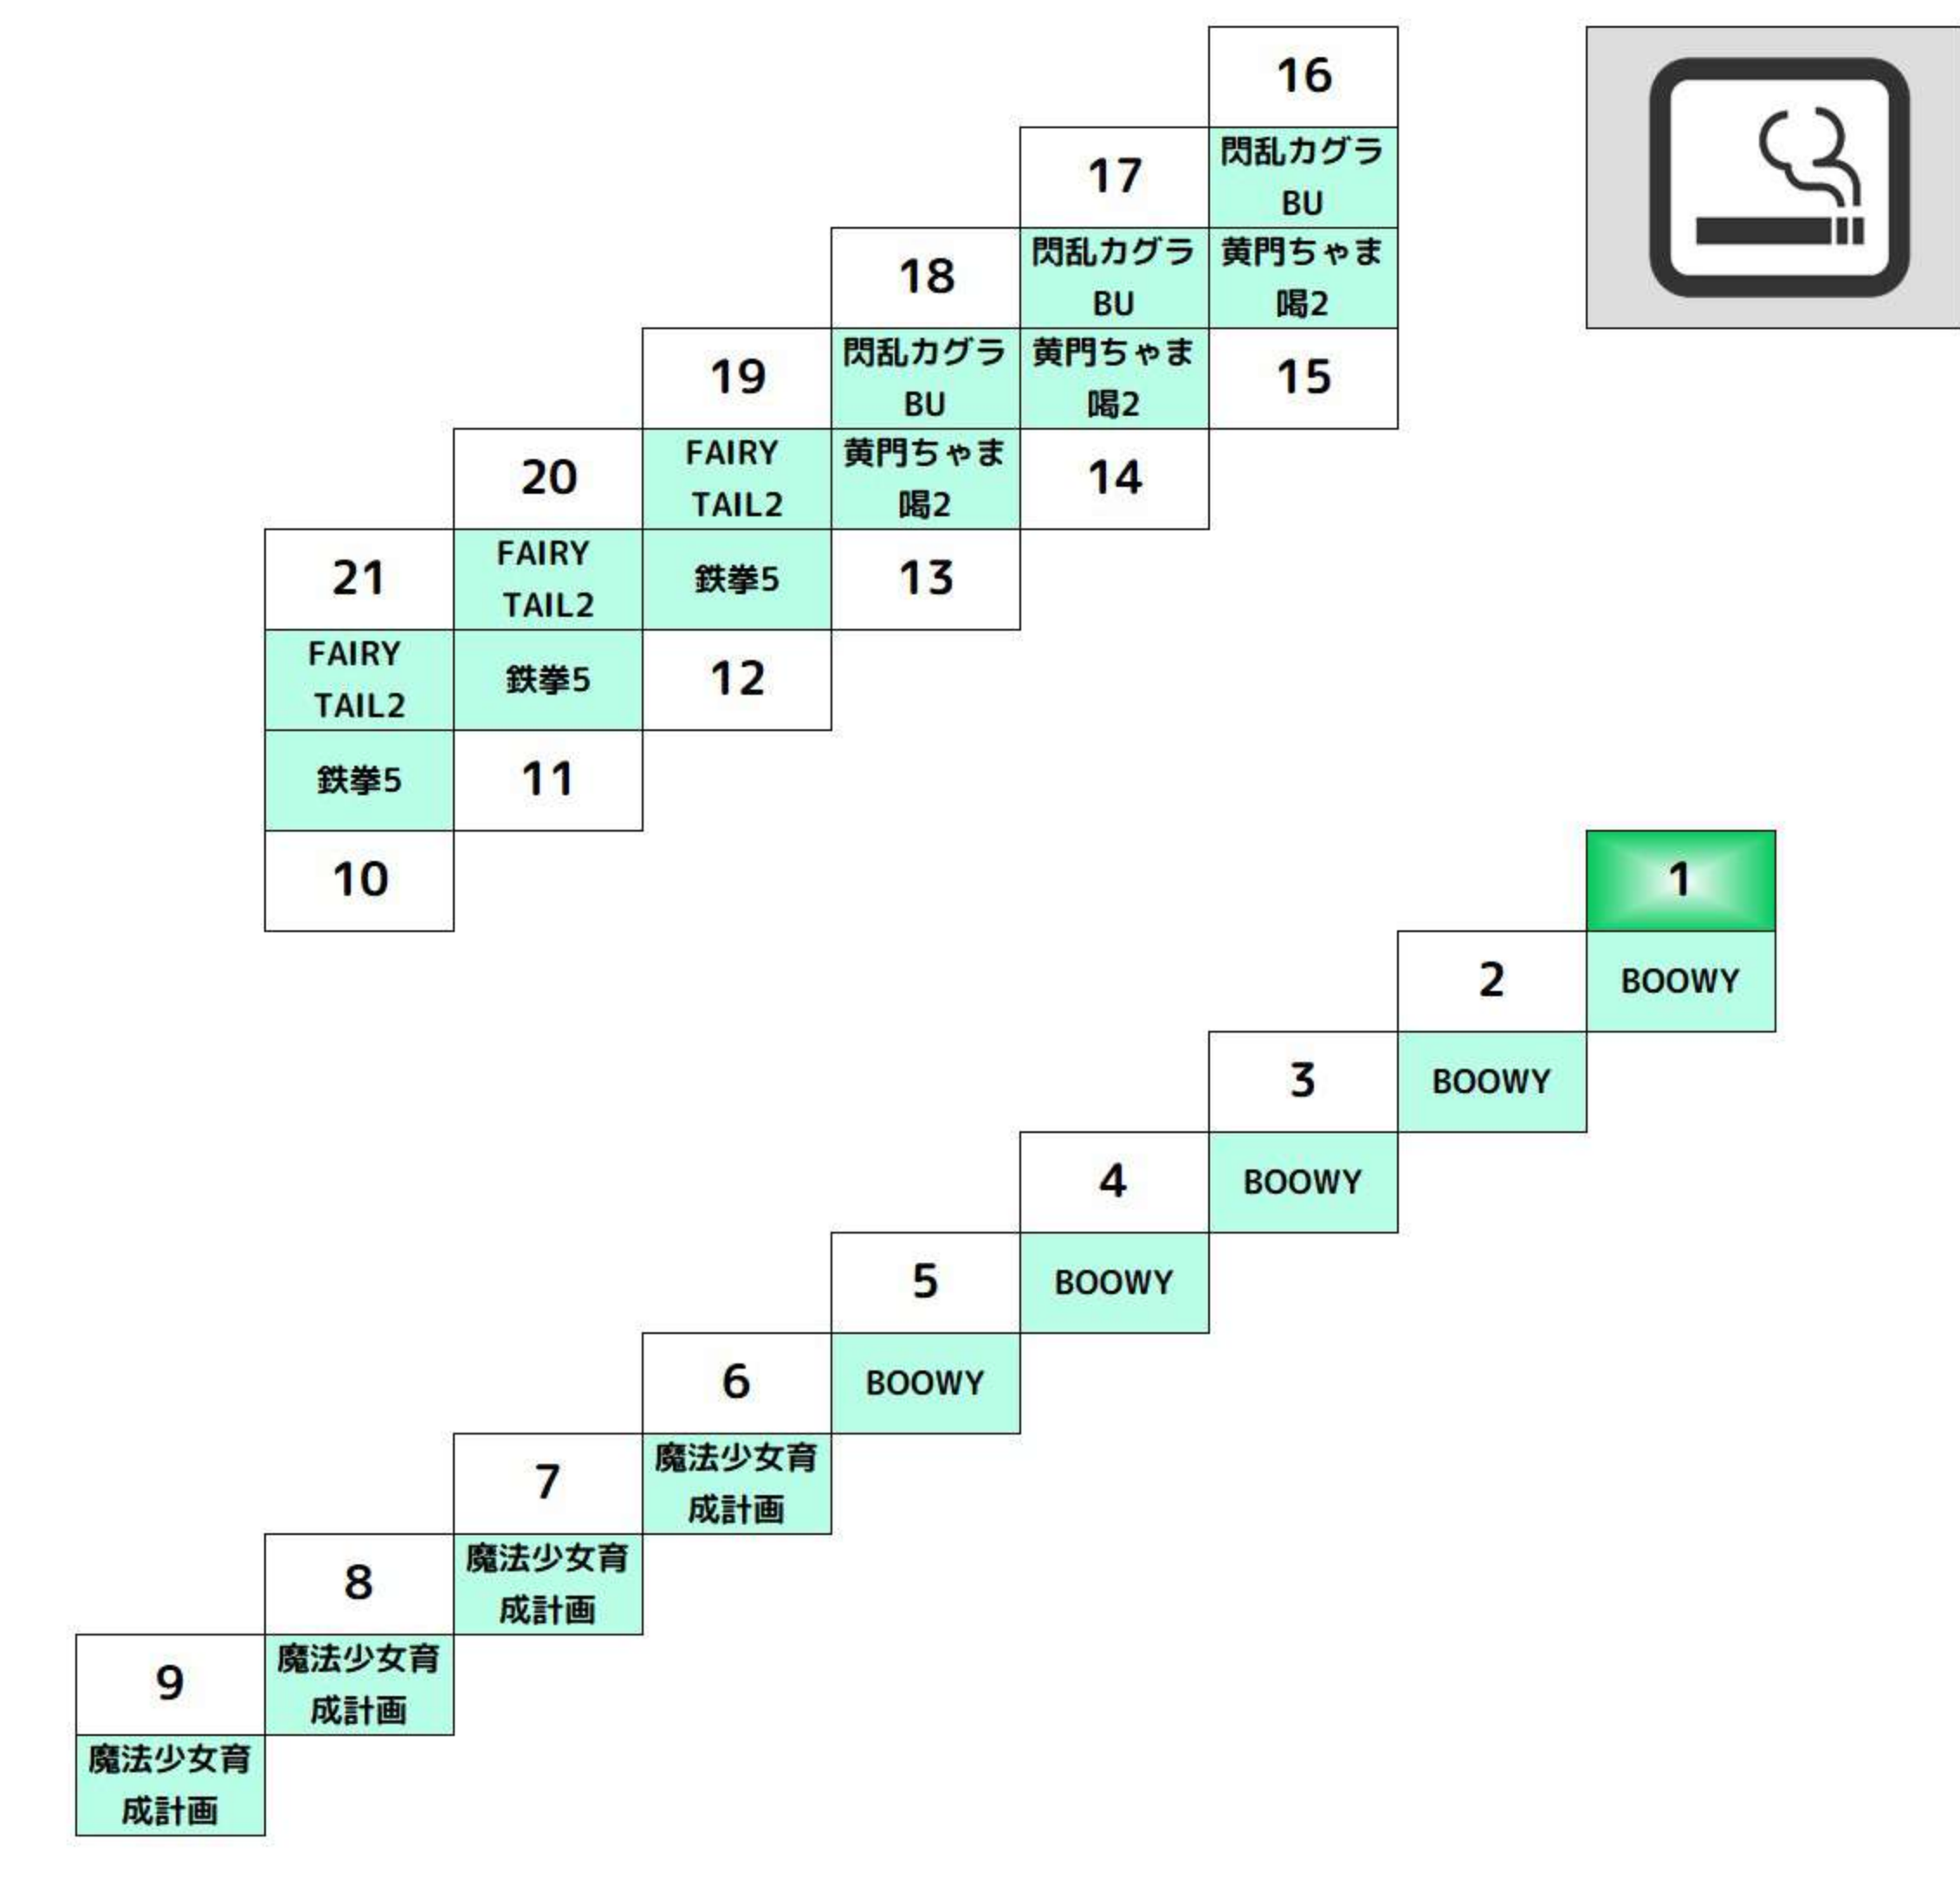 16
17
閃乱カグラ
BU
18
閃乱カグラ
BU
黄門ちゃま
喝2
19
閃乱カグラ
BU
黄門ちゃま
喝2
15
20
FAIRY
TAIL2
黄門ちゃま
喝2
14
21
FAIRY
TAIL2
鉄拳5
13
FAIRY
TAIL2
鉄拳5
12
鉄拳5
11
10
1
2
BOOWY
3
BOOWY
4
BOOWY
5
BOOWY
6
BOOWY
7
魔法少女育
成計画
8
魔法少女育
成計画
9
魔法少女育
成計画
魔法少女育
成計画